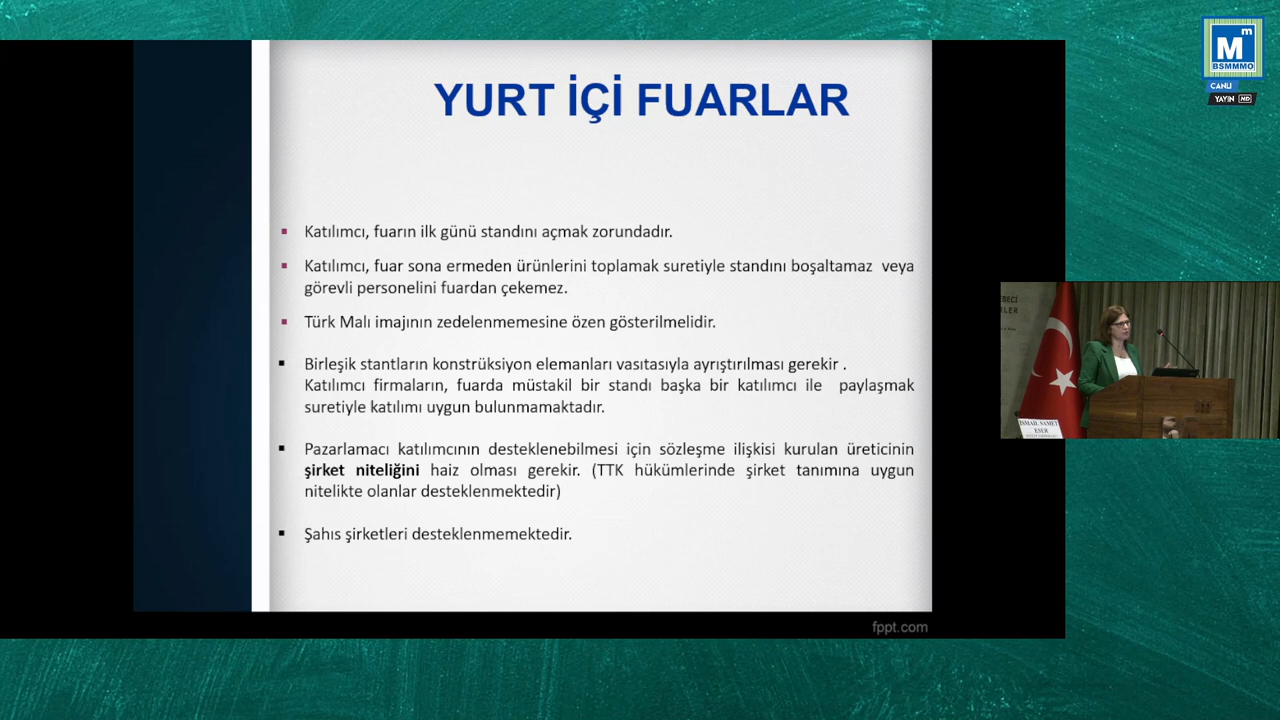 YURT İÇİ FUARLAR
Katılımcı, fuarın ilk günü standını açmak zorundadır.
Katılımcı, fuar sona ermeden ürünlerini toplamak suretiyle standını boşaltamaz veya
görevli personelini fuardan çekemez.
Türk Malı imajının zedelenmemesine özen gösterilmelidir.
Birleşik stantların konstrüksiyon elemanları vasıtasıyla ayrıştırılması gerekir .
Katılımcı firmaların, fuarda müstakil bir standı başka bir katılımcı ile paylaşmak
suretiyle katılımı uygun bulunmamaktadır.
Pazarlamacı katılımcının desteklenebilmesi için sözleşme ilişkisi kurulan üreticinin
şirket niteliğini haiz olması gerekir. (TTK hükümlerinde şirket tanımına uygun
nitelikte olanlar desteklenmektedir)
Şahıs şirketleri desteklenmemektedir.
fppt.com
Mm
BSMMMO
CANLI
YAYIN HD
İSMAİL SAMET
ESER